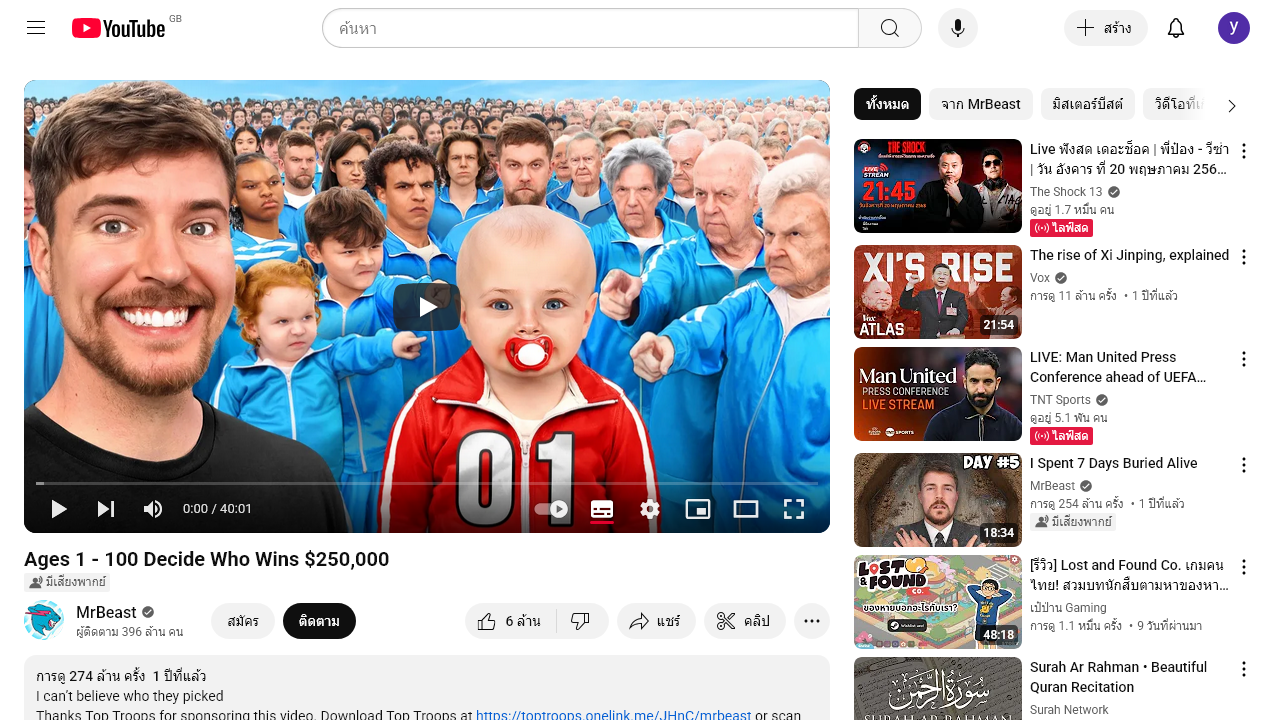 YouTube GB
ค้นหา
สร้าง
y
01
0:00 / 40:01
Ages 1 - 100 Decide Who Wins $250,000
มีเสียงพากย์
MrBeast
ผู้ติดตาม 396 ล้าน คน
สมัคร
ติดตาม
6 ล้าน
แชร์
คลิป
การดู 274 ล้าน ครั้ง 1 ปีที่แล้ว
I can’t believe who they picked
Thanks Top Troops for sponsoring this video. Download Top Troops at https://toptroops.onelink.me/JHnC/mrbeast or scan
ทั้งหมด
จาก MrBeast
มิสเตอร์บีสต์
THE SHOCK
LIVE STREAM
21:45
Live ฟังสด เดอะช็อค | พี่ป๋อง - วีซ่า
| วัน อังคาร ที่ 20 พฤษภาคม 256...
The Shock 13
ดูอยู่ 1.7 หมื่น คน
ไลฟ์สด
XI'S RISE
Vox
ATLAS
21:54
The rise of Xi Jinping, explained
Vox
การดู 11 ล้าน ครั้ง • 1 ปีที่แล้ว
Man United
PRESS CONFERENCE
LIVE STREAM
TNT SPORTS
LIVE: Man United Press
Conference ahead of UEFA...
TNT Sports
ดูอยู่ 5.1 พัน คน
ไลฟ์สด
DAY #5
18:34
I Spent 7 Days Buried Alive
MrBeast
การดู 254 ล้าน ครั้ง • 1 ปีที่แล้ว
มีเสียงพากย์
LOST
& FOUND
CO.
ของหายบอกอะไรกับเรา?
Wishlist
48:18
[รีวิว] Lost and Found Co. เกมคน
ไทย! สวมบทนักสืบตามหาของหา...
เป๋าป่าน Gaming
การดู 1.1 หมื่น ครั้ง • 9 วันที่ผ่านมา
سورة الرحمن
SURAH AR RAHMAN
Surah Ar Rahman • Beautiful
Quran Recitation
Surah Network